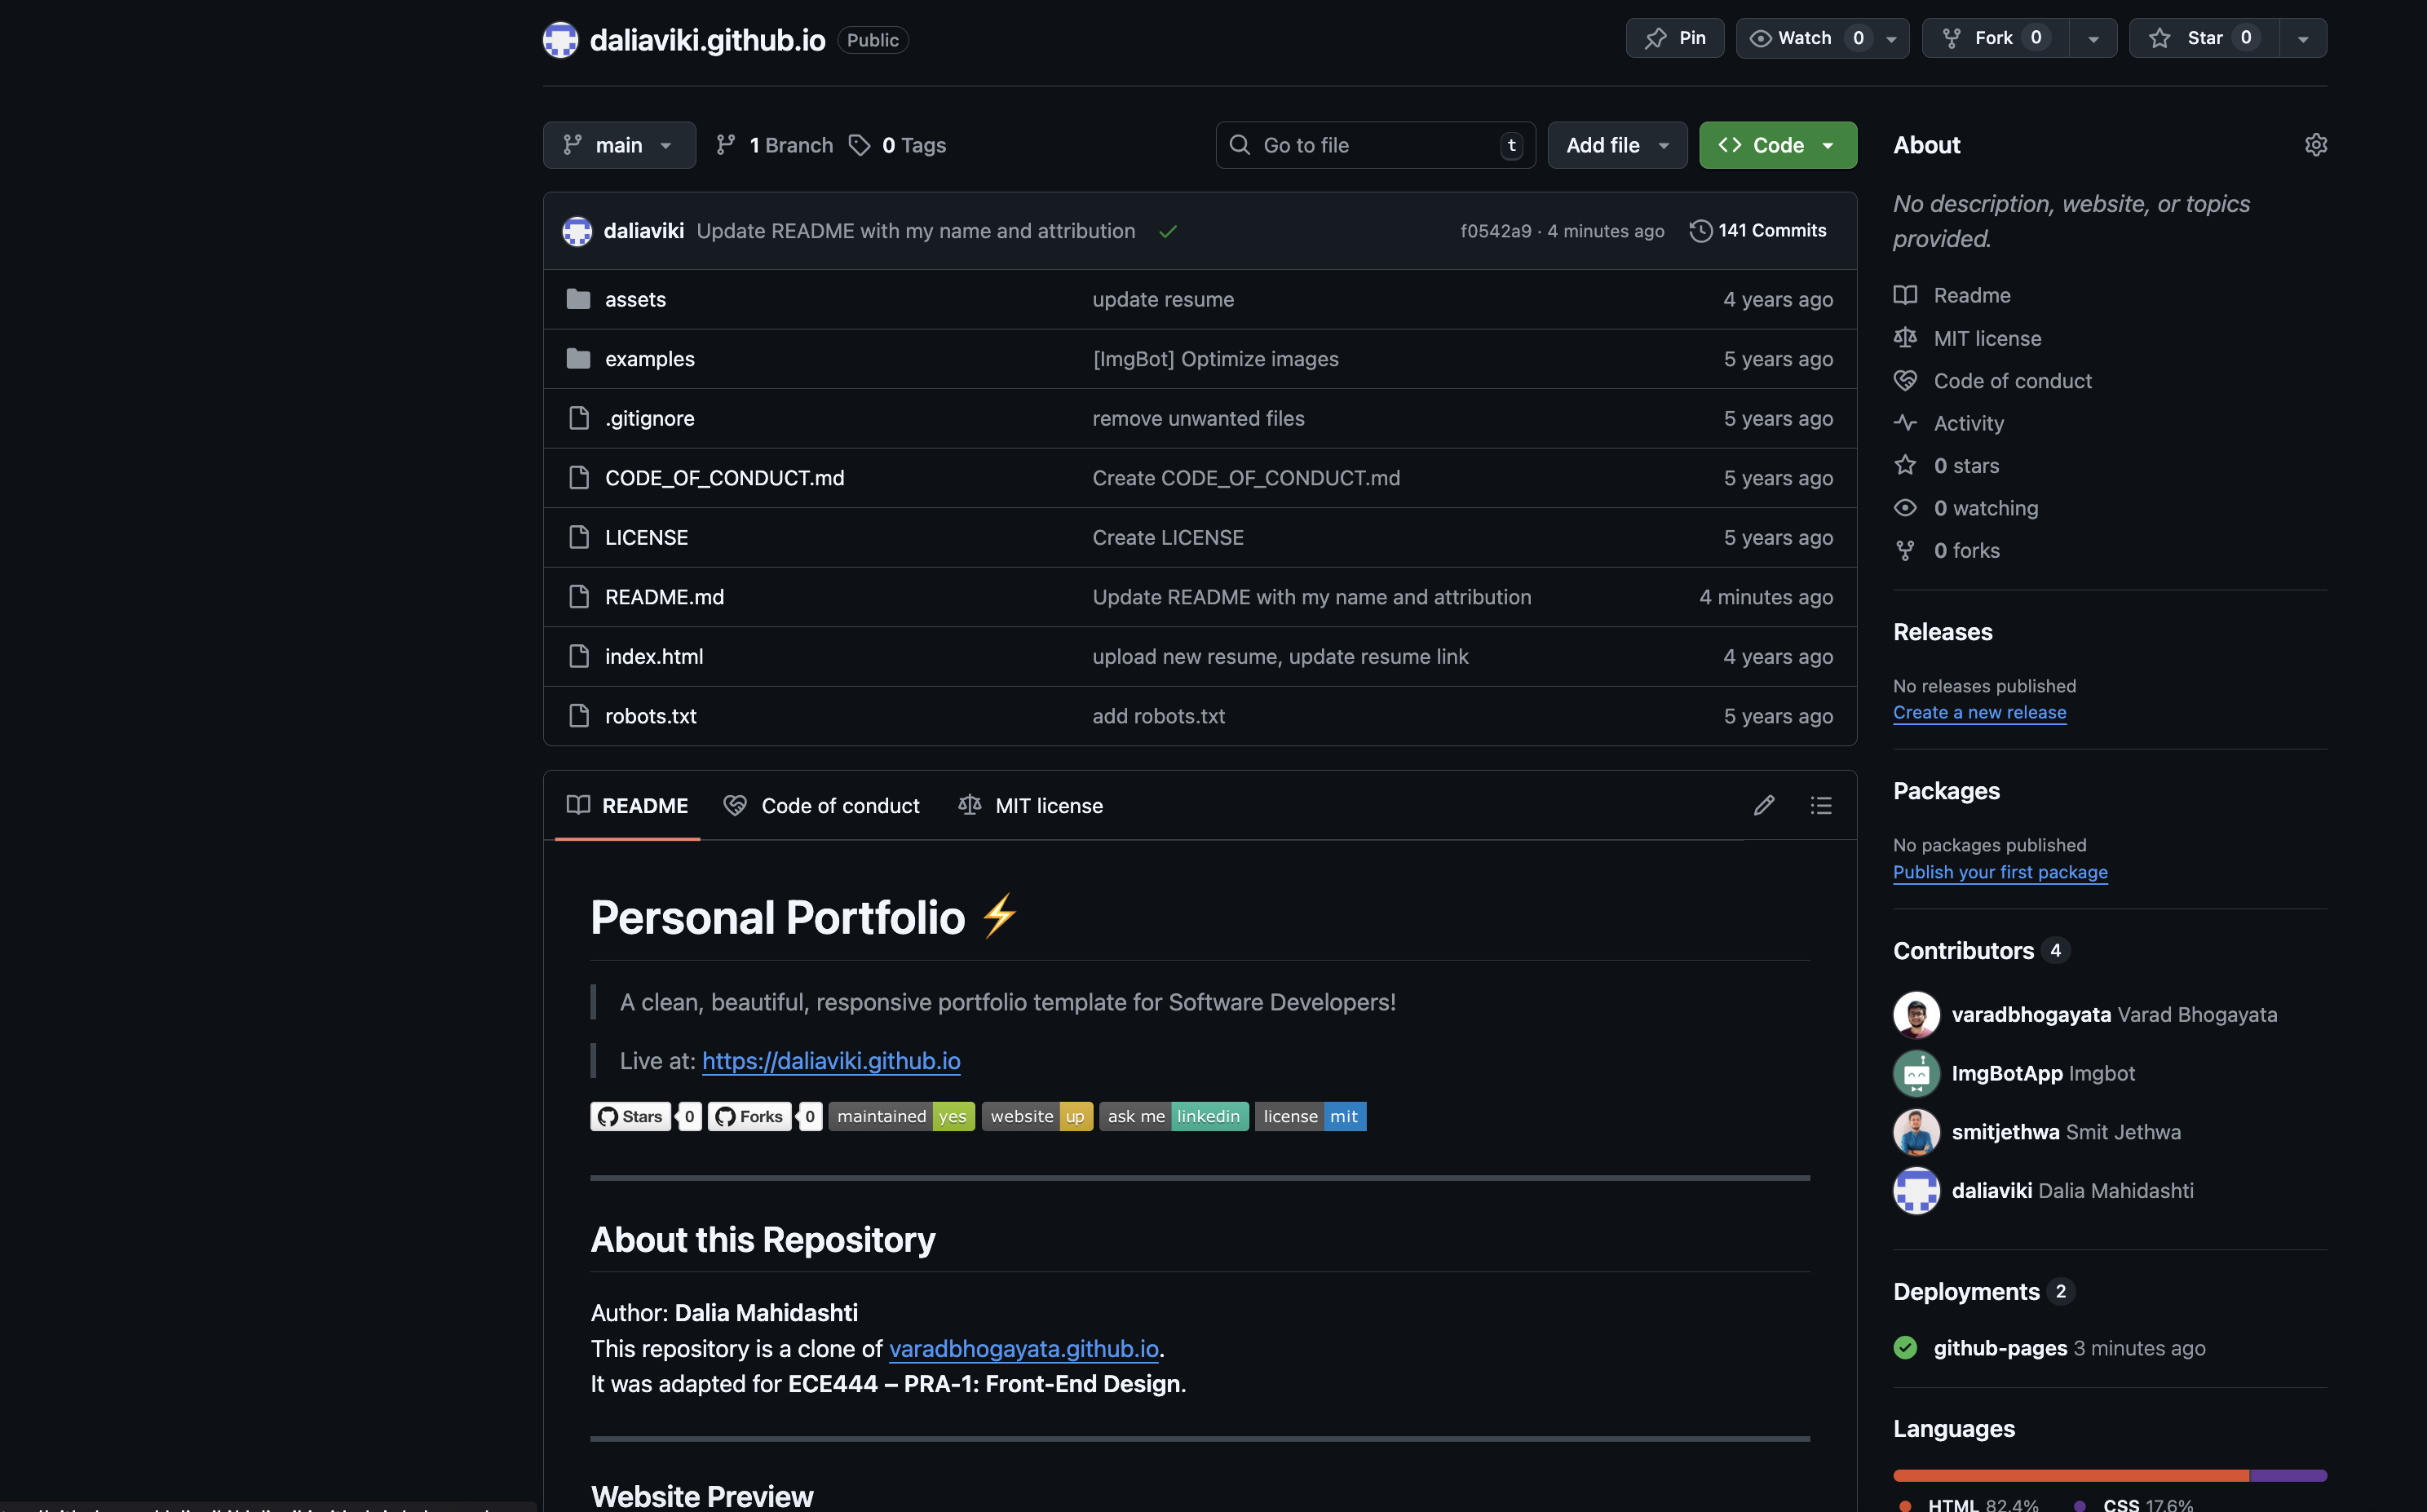 daliaviki.github.io Public Pin Watch 0 Fork 0 Star 0
main 1 Branch 0 Tags Go to file t Add file Code
daliaviki Update README with my name and attribution f0542a9 · 4 minutes ago 141 Commits
assets update resume 4 years ago
examples [ImgBot] Optimize images 5 years ago
.gitignore remove unwanted files 5 years ago
CODE_OF_CONDUCT.md Create CODE_OF_CONDUCT.md 5 years ago
LICENSE Create LICENSE 5 years ago
README.md Update README with my name and attribution 4 minutes ago
index.html upload new resume, update resume link 4 years ago
robots.txt add robots.txt 5 years ago
README Code of conduct MIT license
Personal Portfolio ⚡
A clean, beautiful, responsive portfolio template for Software Developers!
Live at: https://daliaviki.github.io
Stars 0 Forks 0 maintained yes website up ask me linkedin license mit
About this Repository
Author: Dalia Mahidashti
This repository is a clone of varadbhogayata.github.io.
It was adapted for ECE444 – PRA-1: Front-End Design.
Website Preview
About
No description, website, or topics
provided.
Readme
MIT license
Code of conduct
Activity
0 stars
0 watching
0 forks
Releases
No releases published
Create a new release
Packages
No packages published
Publish your first package
Contributors 4
varadbhogayata Varad Bhogayata
ImgBotApp Imgbot
smitjethwa Smit Jethwa
daliaviki Dalia Mahidashti
Deployments 2
github-pages 3 minutes ago
Languages
HTML 82.4% CSS 17.6%